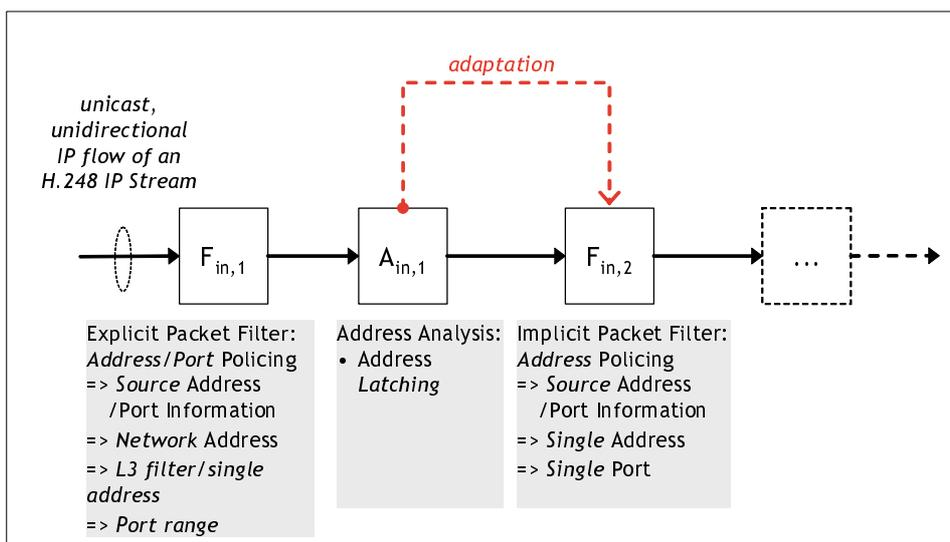 adaptation
unicast,
unidirectional
IP flow of an
H.248 IP Stream
F in,1
A in,1
F in,2
...
Explicit Packet Filter:
Address/Port Policing
=> Source Address
/Port Information
=> Network Address
=> L3 filter/single
address
=> Port range
Address Analysis:
• Address
Latching
Implicit Packet Filter:
Address Policing
=> Source Address
/Port Information
=> Single Address
=> Single Port